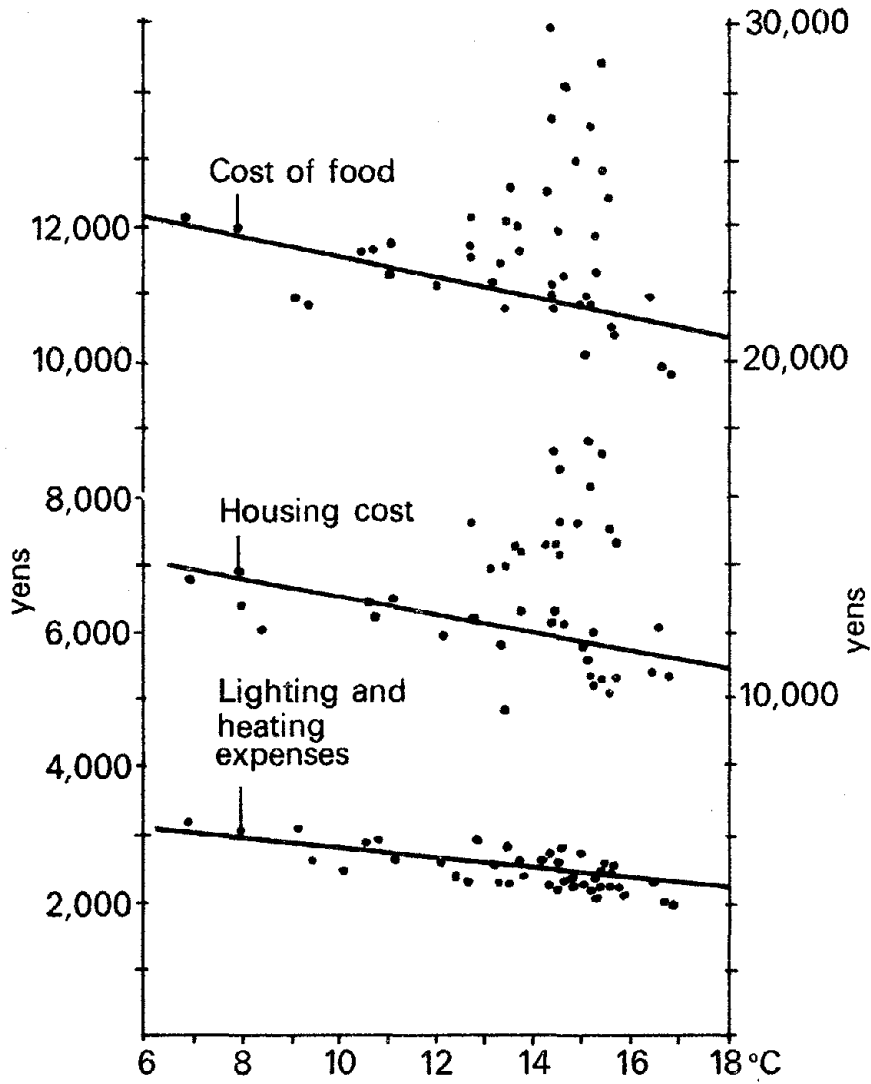 30,000
Cost of food
12,000
10,000
20,000
8,000
Housing cost
yens
6,000
yens
Lighting and
heating
expenses
10,000
4,000
2,000
6 8 10 12 14 16 18 °C